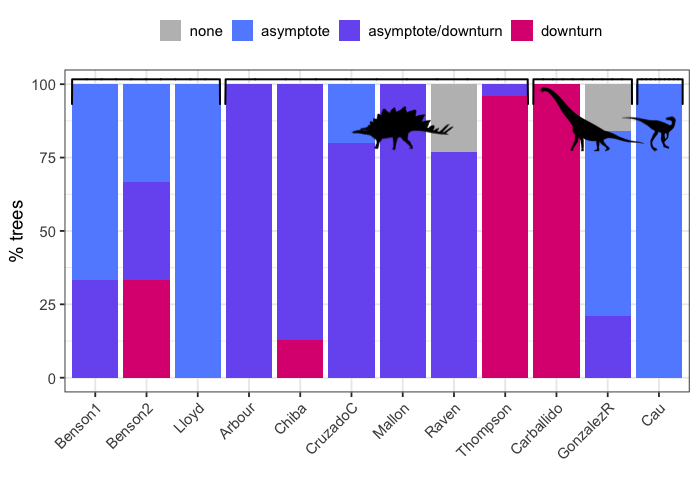 none asymptote asymptote/downturn downturn
% trees
100
75
50
25
0
Benson1 Benson2 Lloyd Arbour Chiba CruzadoC Mallon Raven Thompson Carballido GonzalezR Cau